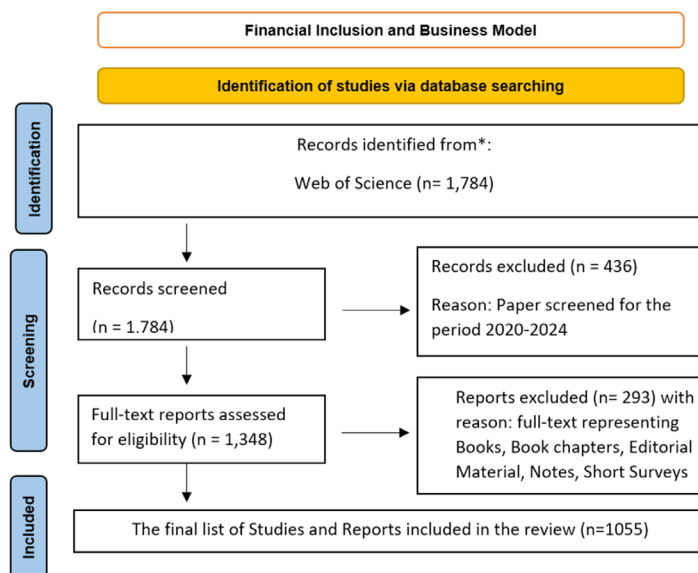 Financial Inclusion and Business Model
Identification of studies via database searching
Identification
Records identified from*:
Web of Science (n= 1,784)
Screening
Records screened
(n = 1.784)
Records excluded (n = 436)
Reason: Paper screened for the
period 2020-2024
Full-text reports assessed
for eligibility (n = 1,348)
Reports excluded (n= 293) with
reason: full-text representing
Books, Book chapters, Editorial
Material, Notes, Short Surveys
Included
The final list of Studies and Reports included in the review (n=1055)